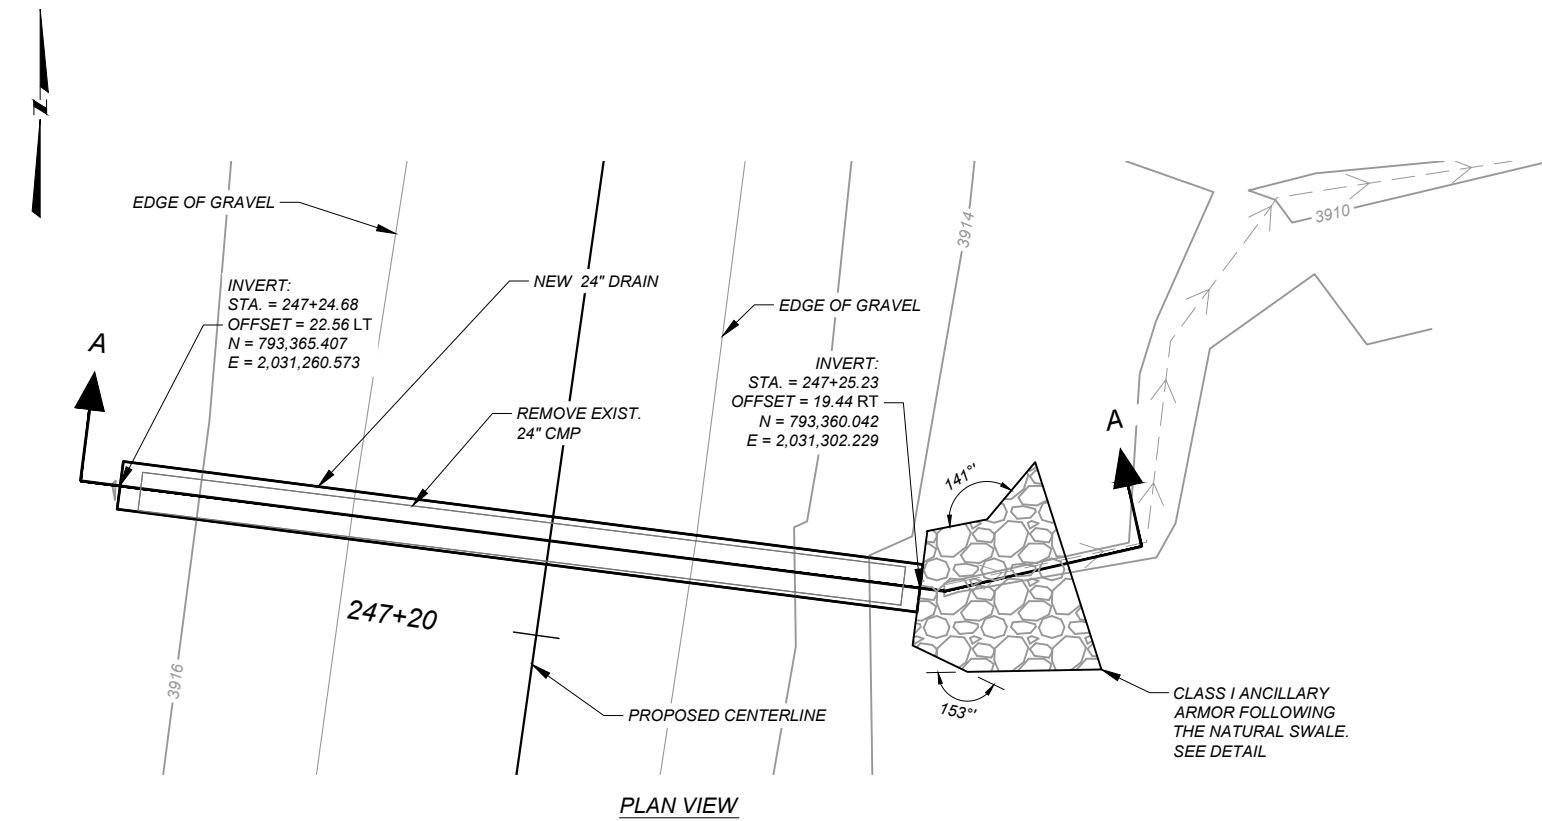 N
EDGE OF GRAVEL
INVERT:
STA. = 247+24.68
OFFSET = 22.56 LT
N = 793,365.407
E = 2,031,260.573
NEW 24" DRAIN
EDGE OF GRAVEL
3914
3910
INVERT:
STA. = 247+25.23
OFFSET = 19.44 RT
N = 793,360.042
E = 2,031,302.229
A
REMOVE EXIST.
24" CMP
A
141°'
247+20
3916
153°'
PROPOSED CENTERLINE
CLASS I ANCILLARY
ARMOR FOLLOWING
THE NATURAL SWALE.
SEE DETAIL
PLAN VIEW